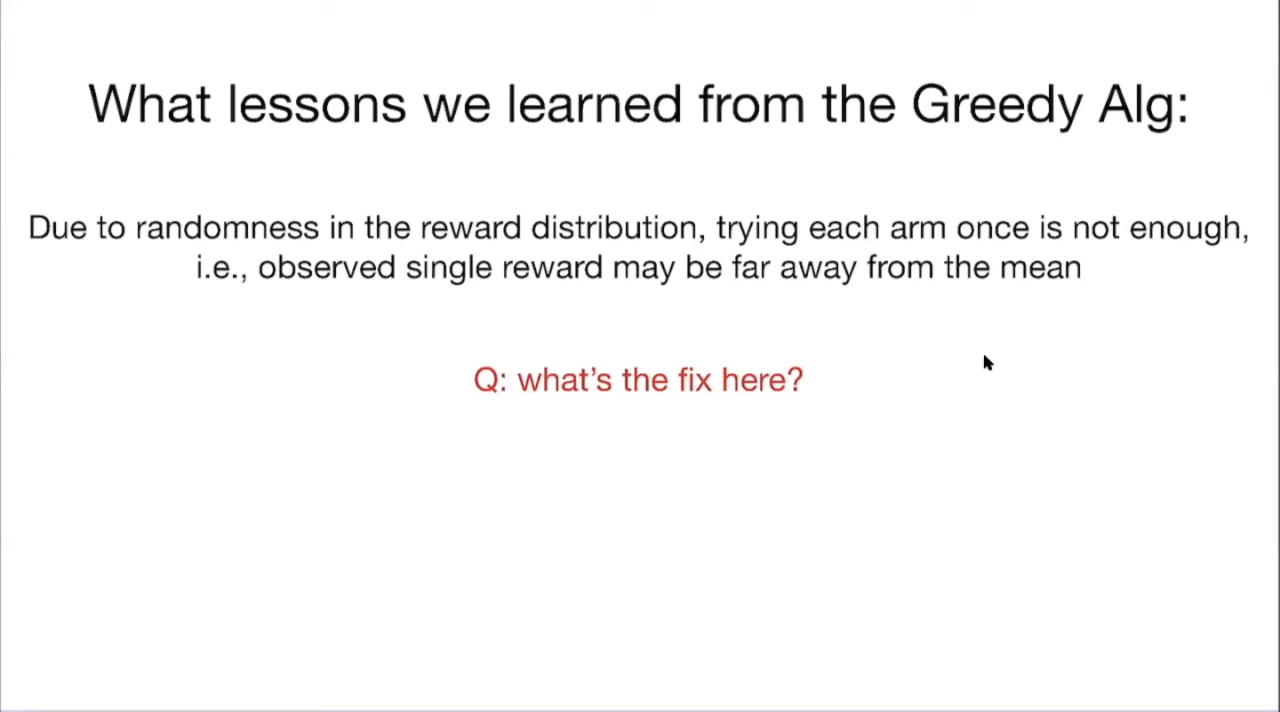 What lessons we learned from the Greedy Alg:
Due to randomness in the reward distribution, trying each arm once is not enough,
i.e., observed single reward may be far away from the mean
Q: what’s the fix here?